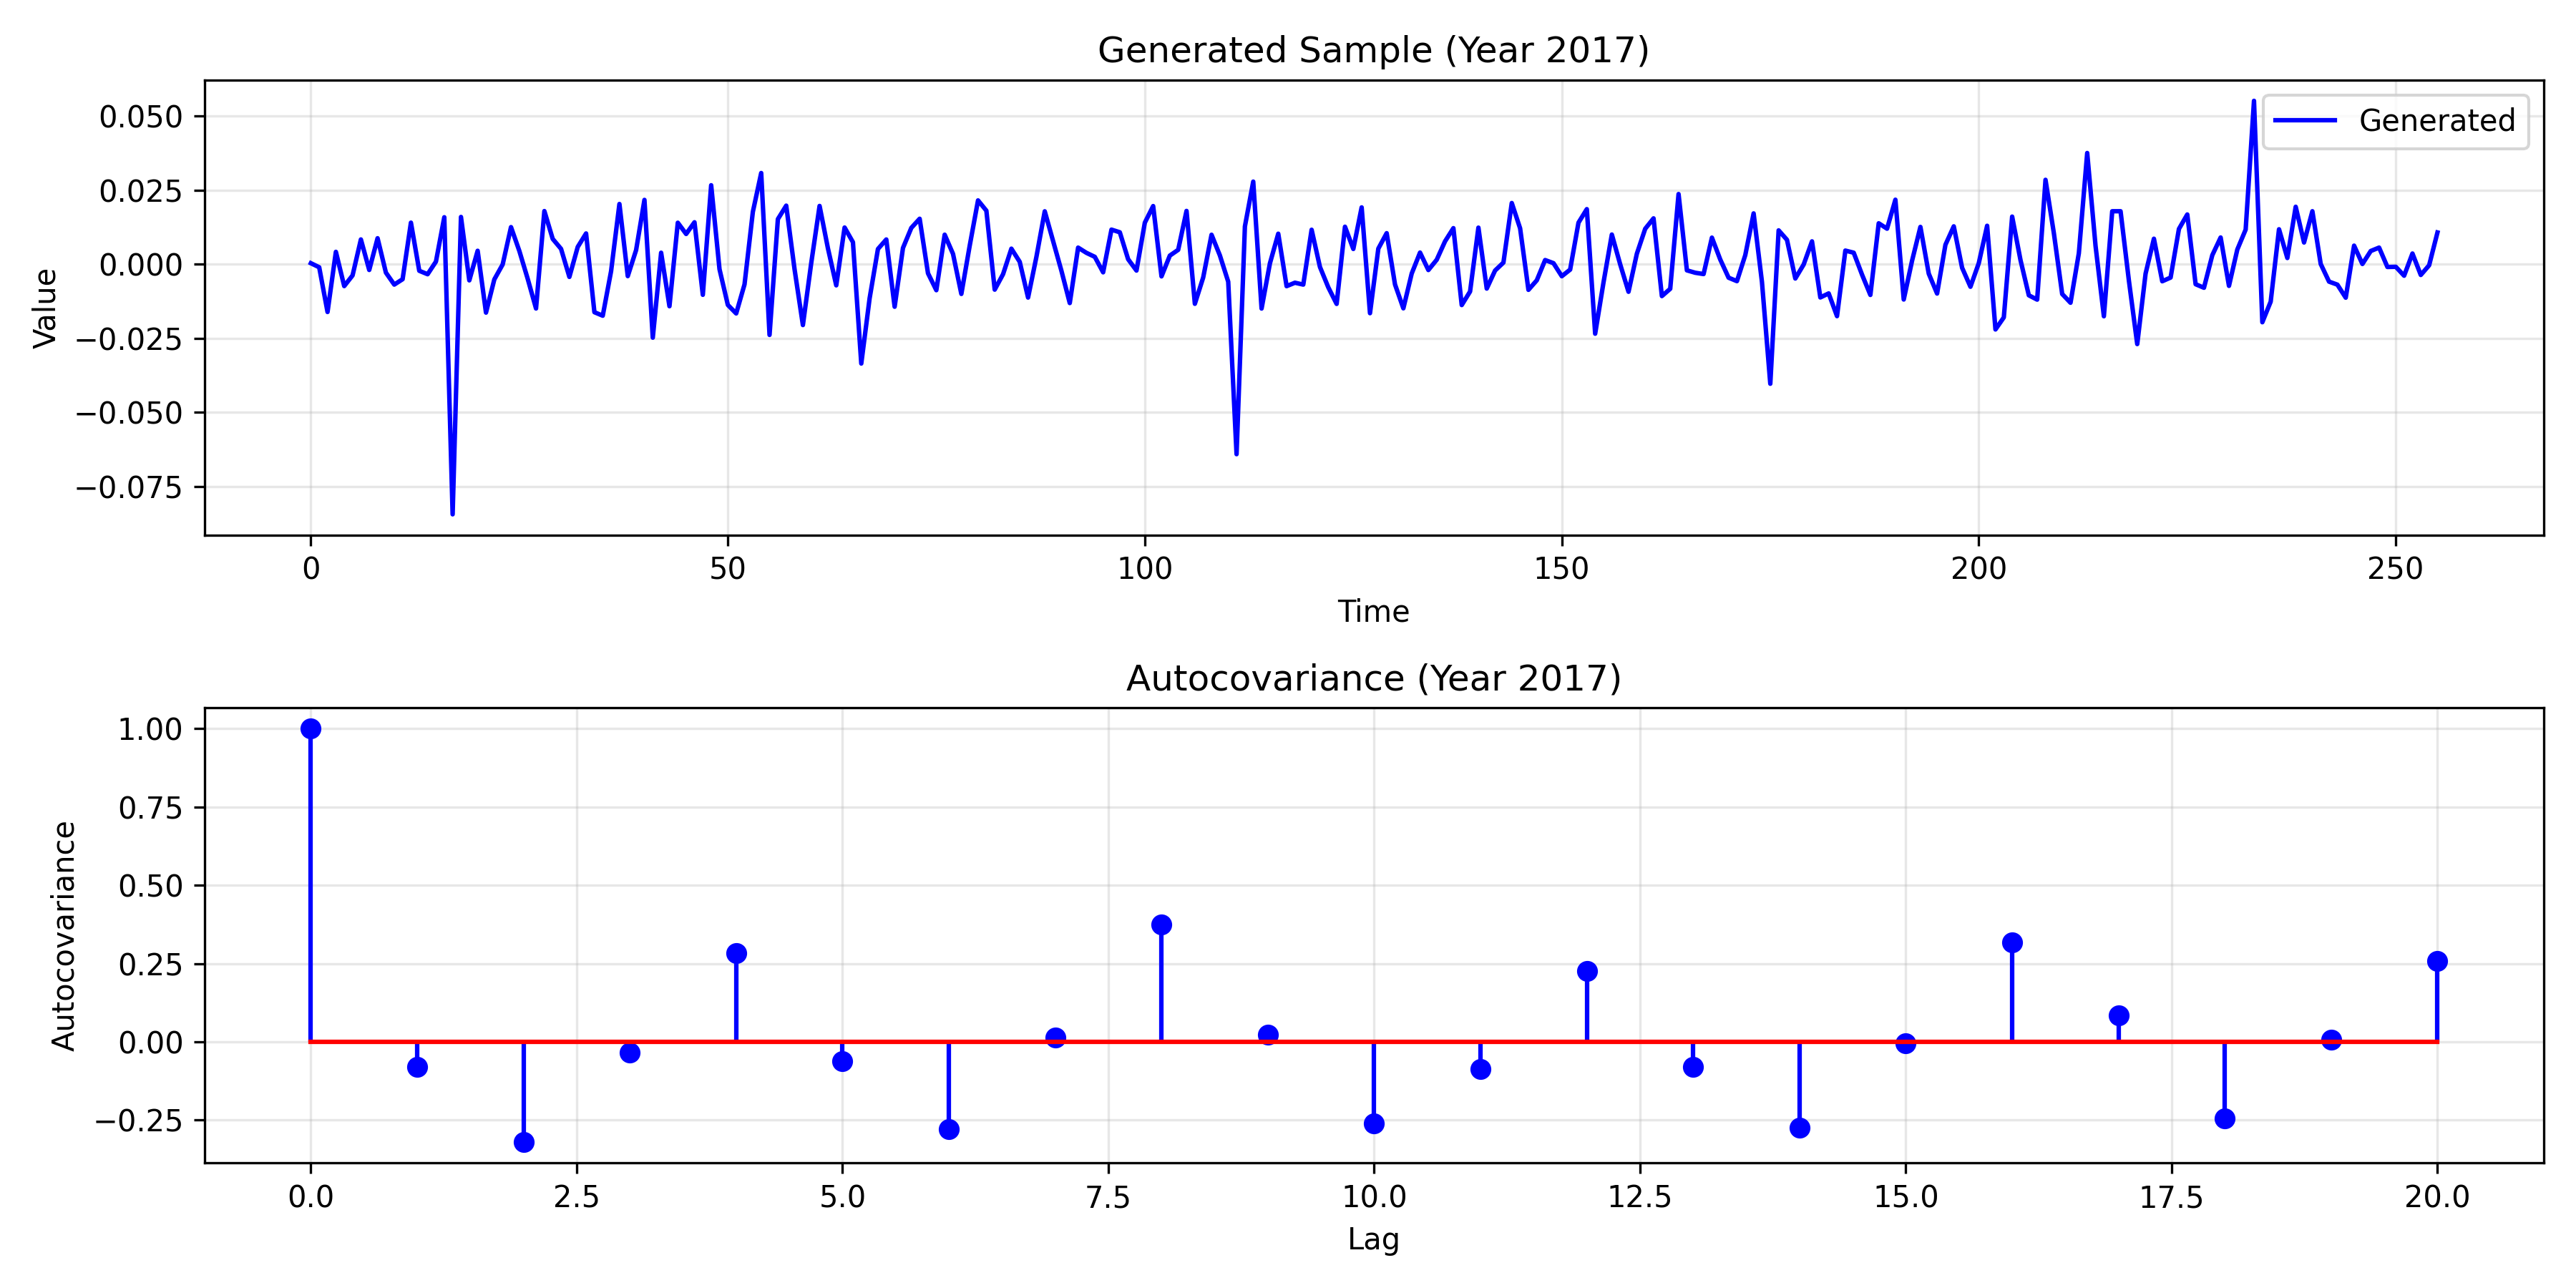 Generated Sample (Year 2017)
0.050
0.025
0.000
−0.025
−0.050
−0.075
Value
Generated
0 50 100 150 200 250
Time
Autocovariance (Year 2017)
1.00
0.75
0.50
0.25
0.00
−0.25
Autocovariance
0.0 2.5 5.0 7.5 10.0 12.5 15.0 17.5 20.0
Lag